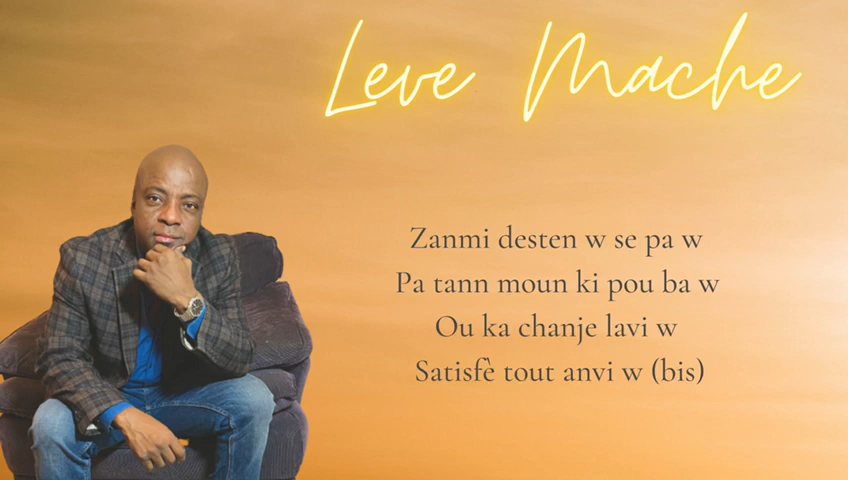 Leve Mache
Zanmi desten w se pa w
Pa tann moun ki pou ba w
Ou ka chanje lavi w
Satisfè tout anvi w (bis)